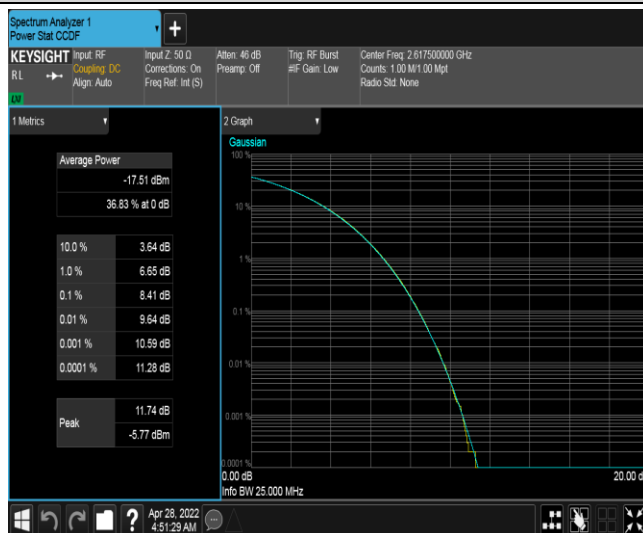 Spectrum Analyzer 1
Power Stat CCDF
+
KEYSIGHT
RL
LM
Input: RF
Coupling: DC
Align: Auto
Input Z: 50 Ω
Corrections: On
Freq Ref: Int (S)
Atten: 46 dB
Preamp: Off
Trig: RF Burst
#IF Gain: Low
Center Freq: 2.617500000 GHz
Counts: 1.00 M/1.00 Mpt
Radio Std: None
1 Metrics
Average Power
-17.51 dBm
36.83 % at 0 dB
10.0 % 3.64 dB
1.0 % 6.65 dB
0.1 % 8.41 dB
0.01 % 9.64 dB
0.001 % 10.59 dB
0.0001 % 11.28 dB
Peak
11.74 dB
-5.77 dBm
2 Graph
Gaussian
100 %
10 %
1 %
0.1 %
0.01 %
0.001 %
0.0001 %
0.00 dB 20.00 d
Info BW 25.000 MHz
?
Apr 28, 2022
4:51:29 AM